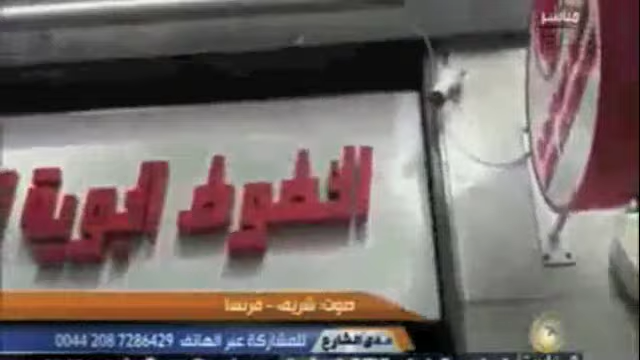 مباشر
الخطوط الجوية ا
صوت: شريف - فرنسا
صدى الشارع للمشاركة عبر الهاتف 0044 208 7286429